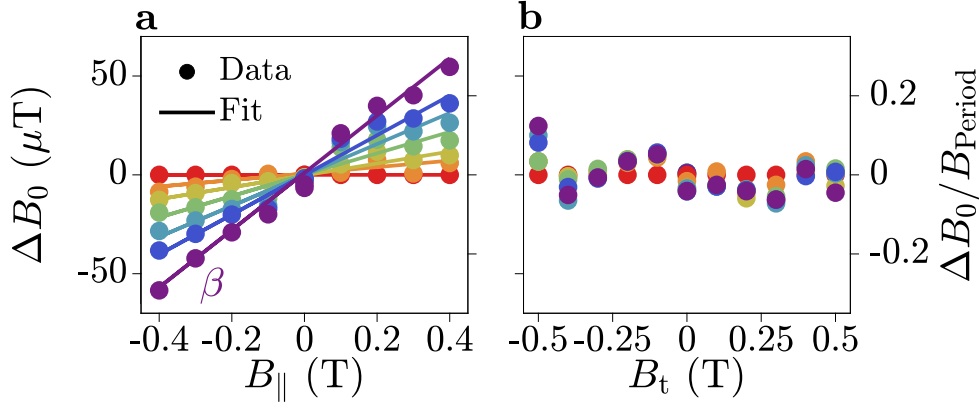 a
b
Data
Fit
β
50
0
-50
ΔB₀ (μT)
-0.4
-0.2
0
0.2
0.4
B∥ (T)
-0.5
-0.25
0
0.25
0.5
Bₜ (T)
0.2
0
-0.2
ΔB₀/B_Period